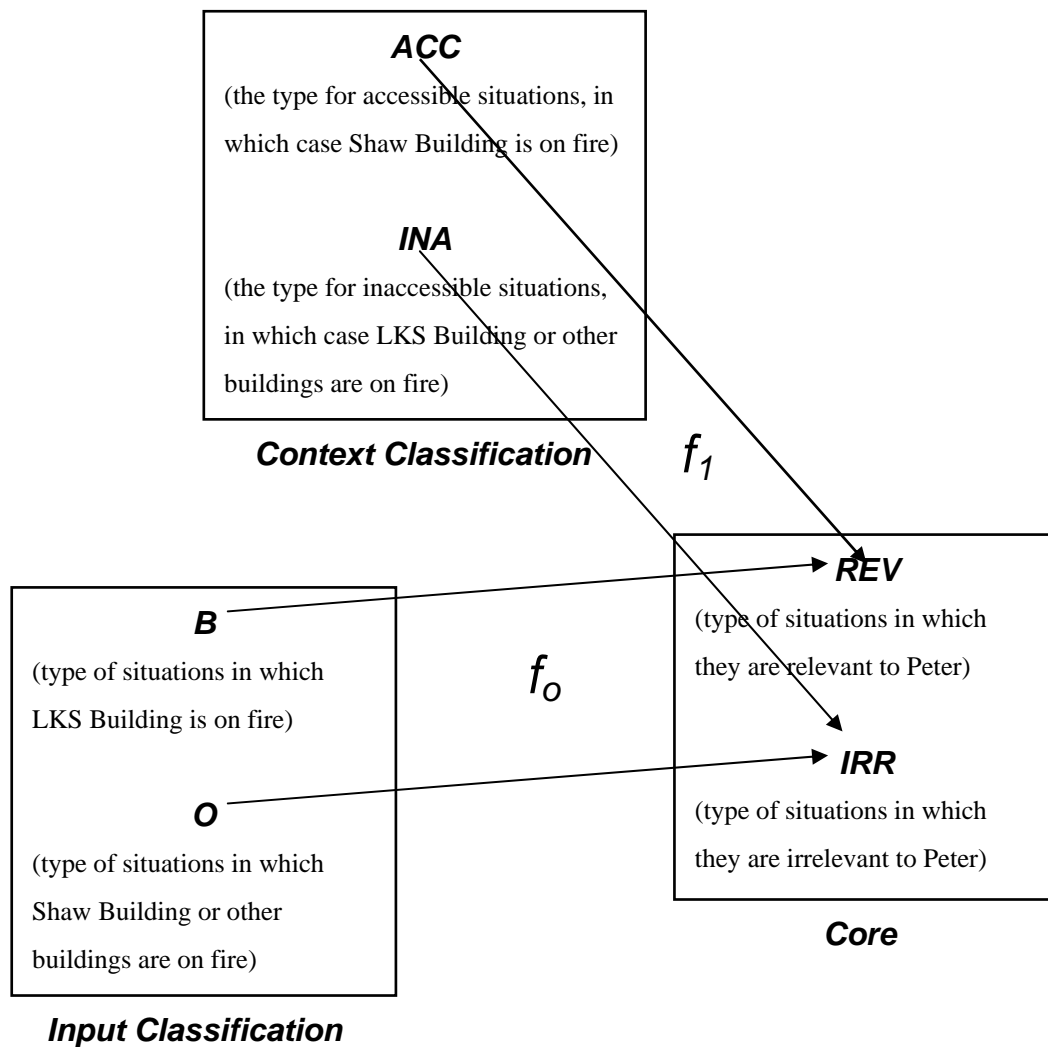 ACC
(the type for accessible situations, in
which case Shaw Building is on fire)
INA
(the type for inaccessible situations,
in which case LKS Building or other
buildings are on fire)
Context Classification
f1
REV
(type of situations in which
they are relevant to Peter)
IRR
(type of situations in which
they are irrelevant to Peter)
Core
B
(type of situations in which
LKS Building is on fire)
fo
O
(type of situations in which
Shaw Building or other
buildings are on fire)
Input Classification